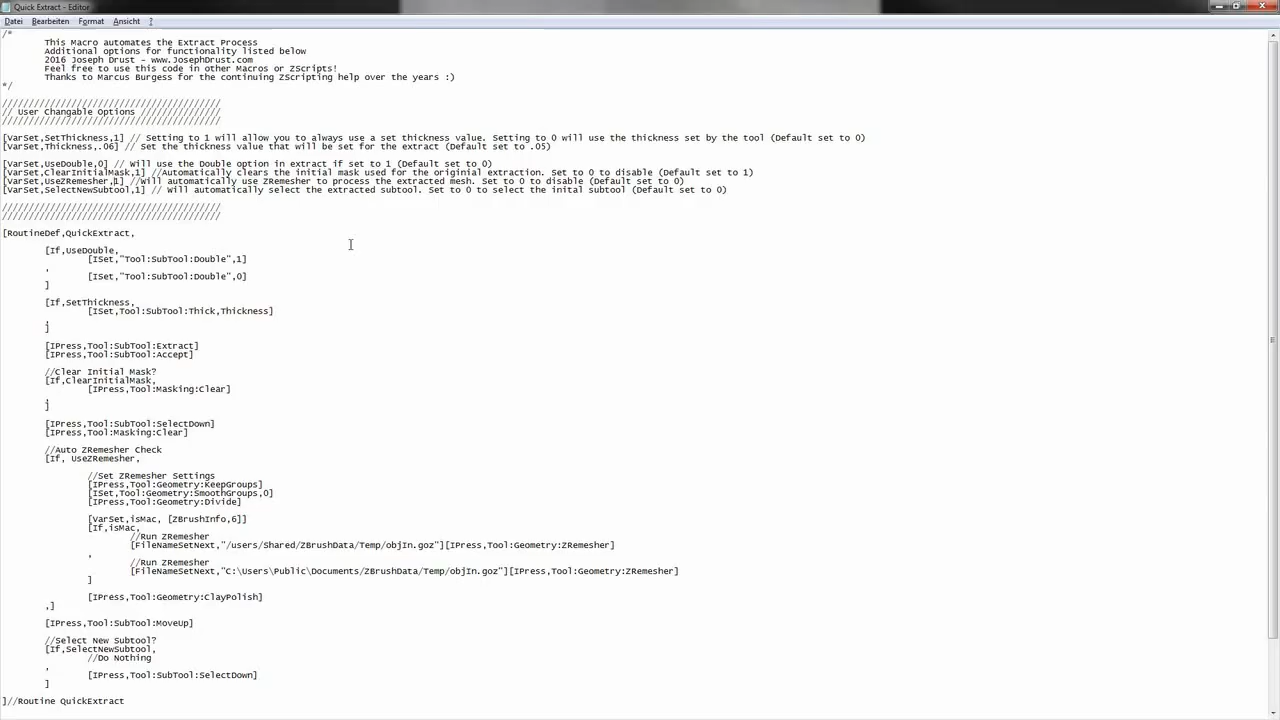 Quick Extract - Editor
Datei Bearbeiten Format Ansicht ?
/*
This Macro automates the Extract Process
Additional options for functionality listed below
2016 Joseph Drust - www.JosephDrust.com
Feel free to use this code in other Macros or ZScripts!
Thanks to Marcus Burgess for the continuing ZScripting help over the years :)
*/
/////////////////////////////////////////
// User Changable Options ///////////////
/////////////////////////////////////////
[VarSet,SetThickness,1] // Setting to 1 will allow you to always use a set thickness value. Setting to 0 will use the thickness set by the tool (Default set to 0)
[VarSet,Thickness,.06] // Set the thickness value that will be set for the extract (Default set to .05)
[VarSet,UseDouble,0] // Will use the Double option in extract if set to 1 (Default set to 0)
[VarSet,ClearInitialMask,1] //Automatically clears the initial mask used for the originial extraction. Set to 0 to disable (Default set to 1)
[VarSet,UseZRemesher,1] //Will automatically use ZRemesher to process the extracted mesh. Set to 0 to disable (Default set to 0)
[VarSet,SelectNewSubtool,1] // Will automatically select the extracted subtool. Set to 0 to select the inital subtool (Default set to 0)
/////////////////////////////////////////
/////////////////////////////////////////
[RoutineDef,QuickExtract,
[If,UseDouble,
[ISet,"Tool:SubTool:Double",1]
,
[ISet,"Tool:SubTool:Double",0]
]
[If,SetThickness,
[ISet,Tool:SubTool:Thick,Thickness]
,
]
[IPress,Tool:SubTool:Extract]
[IPress,Tool:SubTool:Accept]
//Clear Initial Mask?
[If,ClearInitialMask,
[IPress,Tool:Masking:Clear]
,
]
[IPress,Tool:SubTool:SelectDown]
[IPress,Tool:Masking:Clear]
//Auto ZRemesher Check
[If, UseZRemesher,
//Set ZRemesher Settings
[IPress,Tool:Geometry:KeepGroups]
[ISet,Tool:Geometry:SmoothGroups,0]
[IPress,Tool:Geometry:Divide]
[VarSet,isMac, [ZBrushInfo,6]]
[If,isMac,
//Run ZRemesher
[FileNameSetNext,"/users/Shared/ZBrushData/Temp/objIn.goz"][IPress,Tool:Geometry:ZRemesher]
,
//Run ZRemesher
[FileNameSetNext,"C:\Users\Public\Documents/ZBrushData/Temp/objIn.goz"][IPress,Tool:Geometry:ZRemesher]
]
[IPress,Tool:Geometry:ClayPolish]
,]
[IPress,Tool:SubTool:MoveUp]
//Select New Subtool?
[If,SelectNewSubtool,
//Do Nothing
,
[IPress,Tool:SubTool:SelectDown]
]
]//Routine QuickExtract